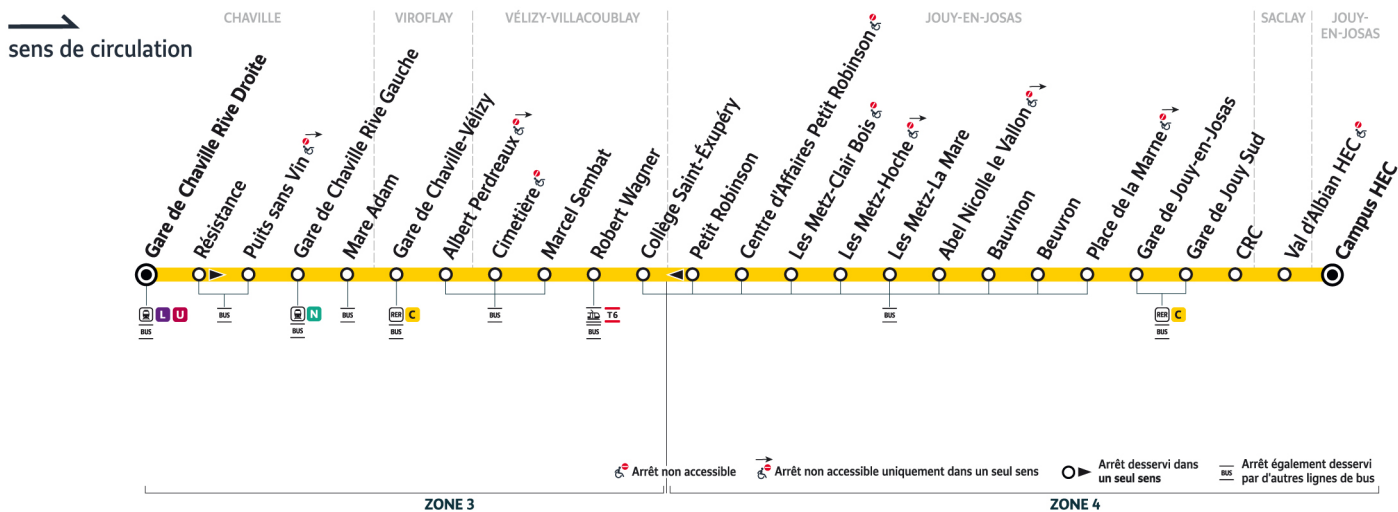 CHAVILLE
VIROFLAY
VÉLIZY-VILLACOUBLAY
JOUY-EN-JOSAS
SACLAY
JOUY-
EN-JOSAS
sens de circulation
Gare de Chaville Rive Droite
Résistance
Puits sans Vin
Gare de Chaville Rive Gauche
Mare Adam
Gare de Chaville-Vélizy
Albert Perdreaux
Cimetière
Marcel Sembat
Robert Wagner
Collège Saint-Éxupéry
Petit Robinson
Centre d'Affaires Petit Robinson
Les Metz-Clair Bois
Les Metz-Hoche
Les Metz-La Mare
Abel Nicolle le Vallon
Bauvinon
Beuvron
Place de la Marne
Gare de Jouy-en-Josas
Gare de Jouy Sud
CRC
Val d'Albian HEC
Campus HEC
L U
BUS
BUS
N
BUS
BUS
RER C
BUS
BUS
T6
BUS
BUS
RER C
BUS
Arrêt non accessible
Arrêt non accessible uniquement dans un seul sens
Arrêt desservi dans
un seul sens
BUS
Arrêt également desservi
par d'autres lignes de bus
ZONE 3
ZONE 4